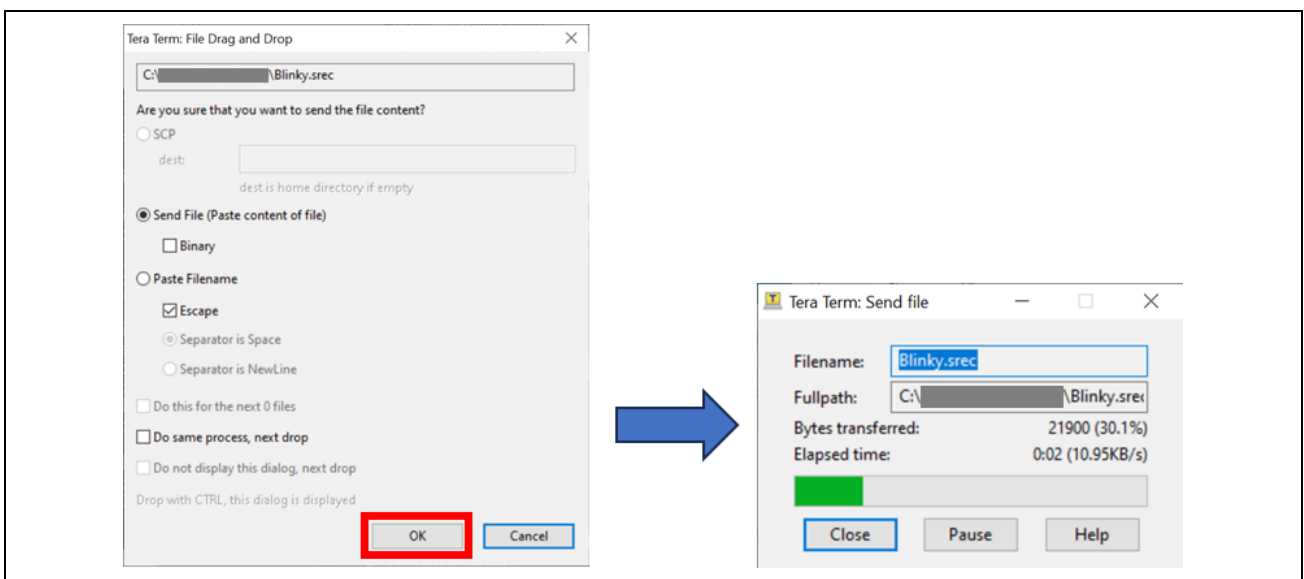 Tera Term: File Drag and Drop
C:\ \Blinky.srec
Are you sure that you want to send the file content?
SCP
dest:
dest is home directory if empty
Send File (Paste content of file)
Binary
Paste Filename
Escape
Separator is Space
Separator is NewLine
Do this for the next 0 files
Do same process, next drop
Do not display this dialog, next drop
Drop with CTRL, this dialog is displayed
OK Cancel
Tera Term: Send file
Filename: Blinky.srec
Fullpath: C:\ \Blinky.srec
Bytes transferred: 21900 (30.1%)
Elapsed time: 0:02 (10.95KB/s)
Close Pause Help